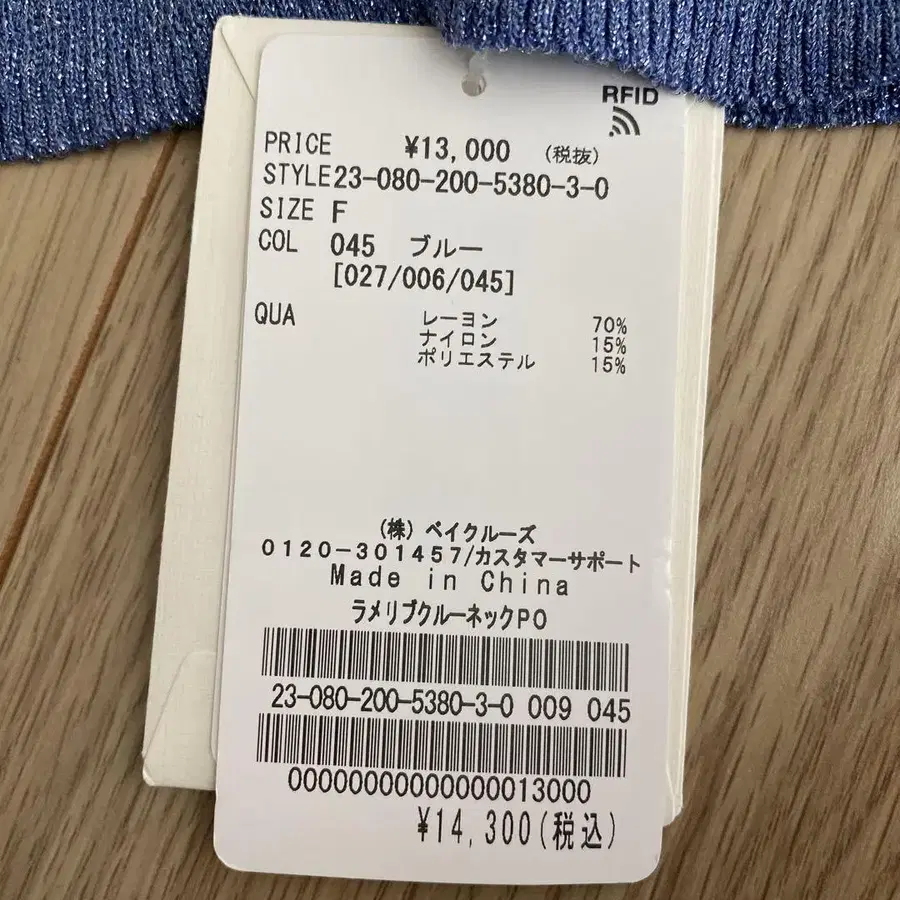 RFID
PRICE ¥13,000 (税抜)
STYLE23-080-200-5380-3-0
SIZE F
COL 045 ブルー
[027/006/045]
QUA レーヨン 70%
ナイロン 15%
ポリエステル 15%
(株) ベイクルーズ
0120-301457/カスタマーサポート
Made in China
ラメリブクルーネックPO
23-080-200-5380-3-0 009 045
0000000000000000013000
¥14,300(税込)